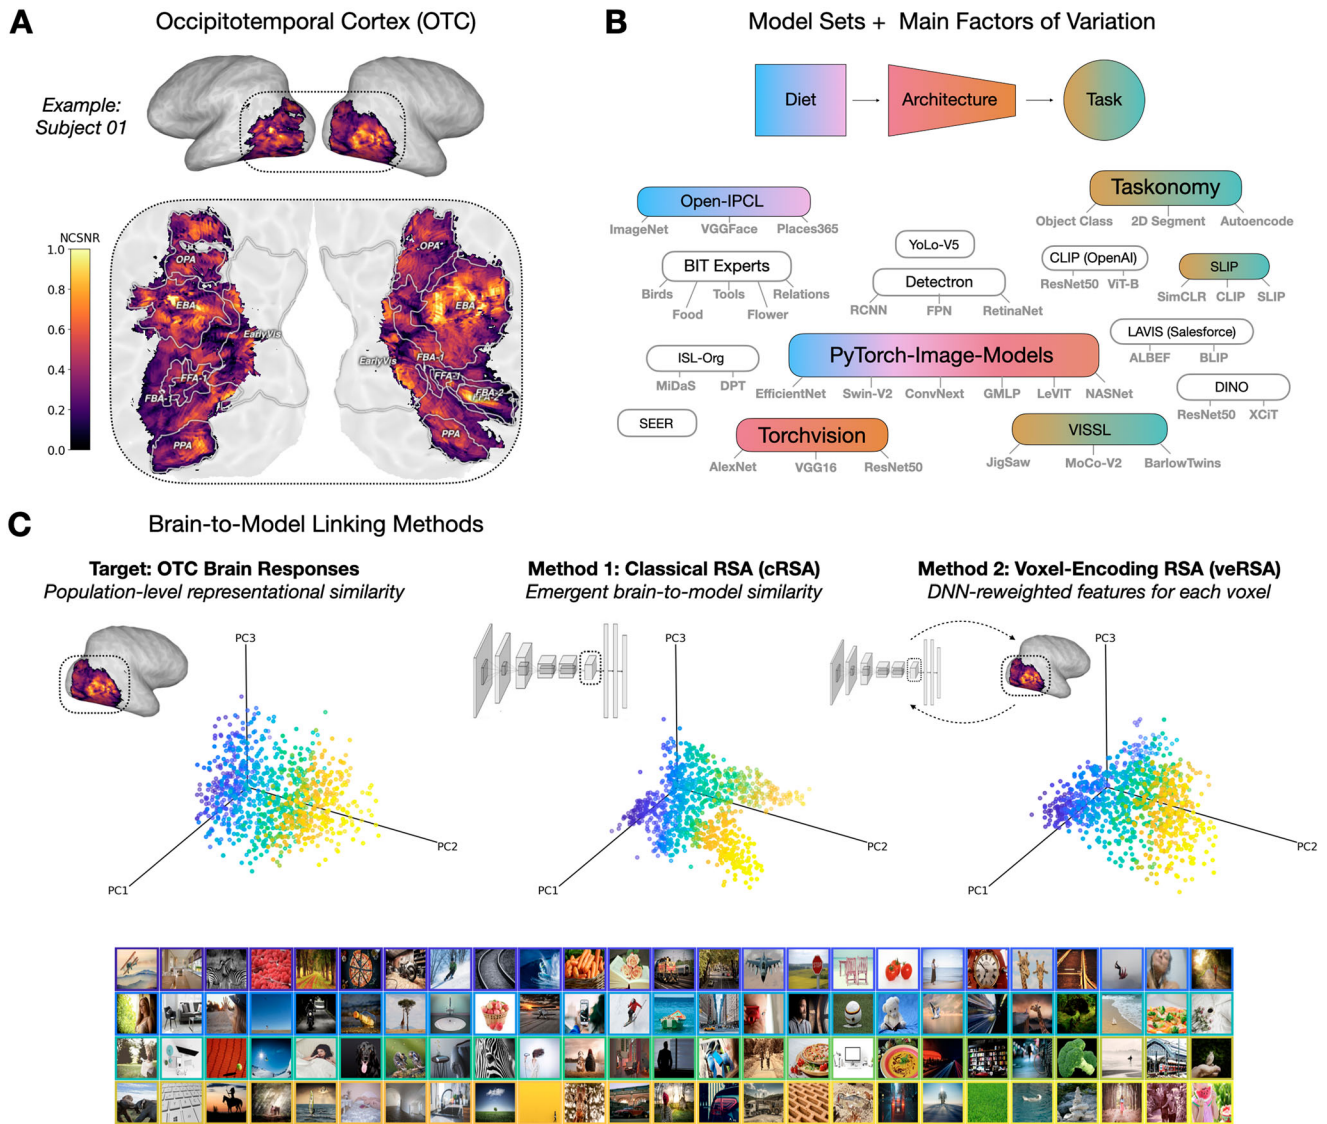 A
Occipitotemporal Cortex (OTC)
Example:
Subject 01
NCSNR
1.0
0.8
0.6
0.4
0.2
0.0
OPA
EBA
EarlyVis
FFA-1
FBA-1
PPA
OPA
EBA
EarlyVis
FBA-1
FFA-1
FBA-2
PPA
B
Model Sets + Main Factors of Variation
Diet
Architecture
Task
Open-IPCL
ImageNet
VGGFace
Places365
Taskonomy
Object Class
2D Segment
Autoencode
YoLo-V5
BIT Experts
Birds
Tools
Relations
Food
Flower
Detectron
RCNN
FPN
RetinaNet
CLIP (OpenAI)
ResNet50
ViT-B
SLIP
SimCLR
CLIP
SLIP
PyTorch-Image-Models
EfficientNet
Swin-V2
ConvNext
GMLP
LeViT
NASNet
LAVIS (Salesforce)
ALBEF
BLIP
ISL-Org
MiDaS
DPT
DINO
ResNet50
XCiT
SEER
Torchvision
AlexNet
VGG16
ResNet50
VISSL
JigSaw
MoCo-V2
BarlowTwins
C
Brain-to-Model Linking Methods
Target: OTC Brain Responses
Population-level representational similarity
PC3
PC2
PC1
Method 1: Classical RSA (cRSA)
Emergent brain-to-model similarity
PC3
PC2
PC1
Method 2: Voxel-Encoding RSA (veRSA)
DNN-reweighted features for each voxel
PC3
PC2
PC1